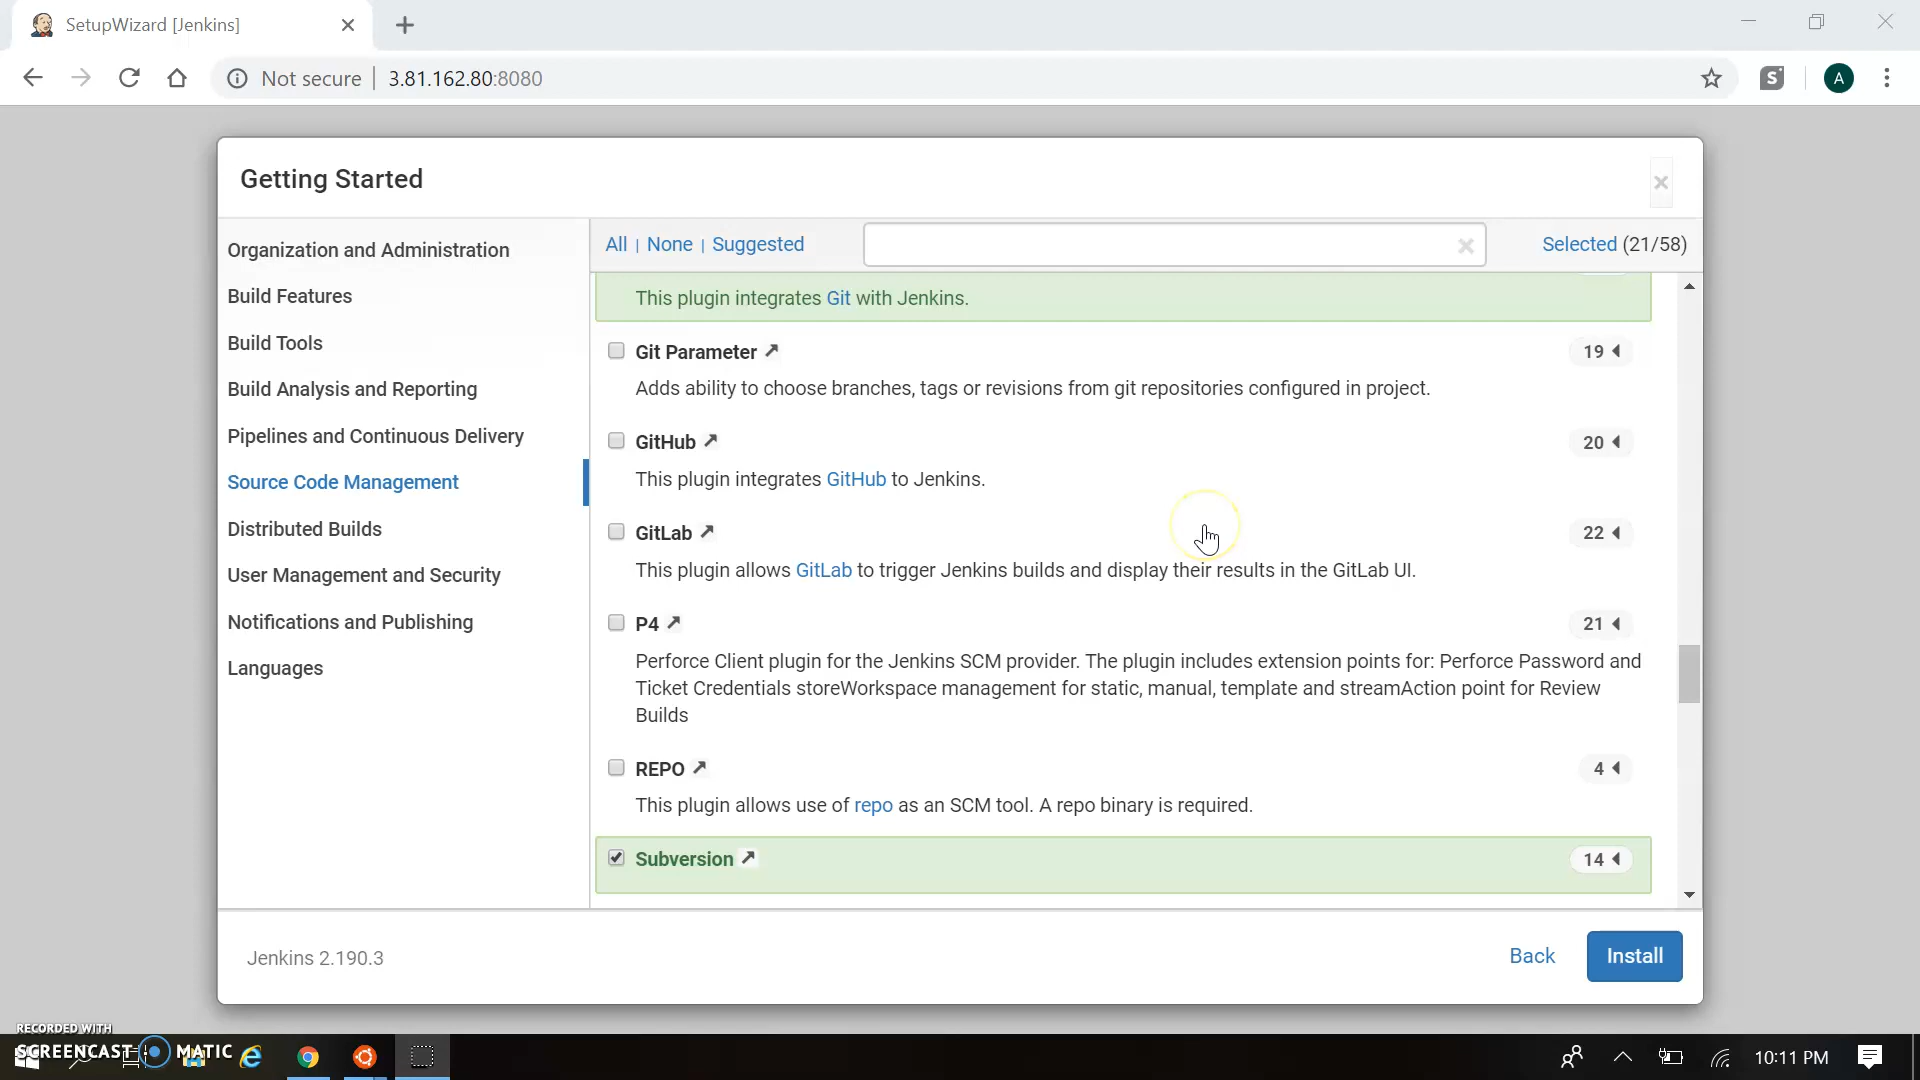 SetupWizard [Jenkins]
Not secure | 3.81.162.80:8080
S
A
Getting Started
Organization and Administration
Build Features
Build Tools
Build Analysis and Reporting
Pipelines and Continuous Delivery
Source Code Management
Distributed Builds
User Management and Security
Notifications and Publishing
Languages
All | None | Suggested
Selected (21/58)
This plugin integrates Git with Jenkins.
Git Parameter
19
Adds ability to choose branches, tags or revisions from git repositories configured in project.
GitHub
20
This plugin integrates GitHub to Jenkins.
GitLab
22
This plugin allows GitLab to trigger Jenkins builds and display their results in the GitLab UI.
P4
21
Perforce Client plugin for the Jenkins SCM provider. The plugin includes extension points for: Perforce Password and
Ticket Credentials storeWorkspace management for static, manual, template and streamAction point for Review
Builds
REPO
4
This plugin allows use of repo as an SCM tool. A repo binary is required.
Subversion
14
Jenkins 2.190.3
Back
Install
RECORDED WITH
SCREENCAST MATIC
10:11 PM